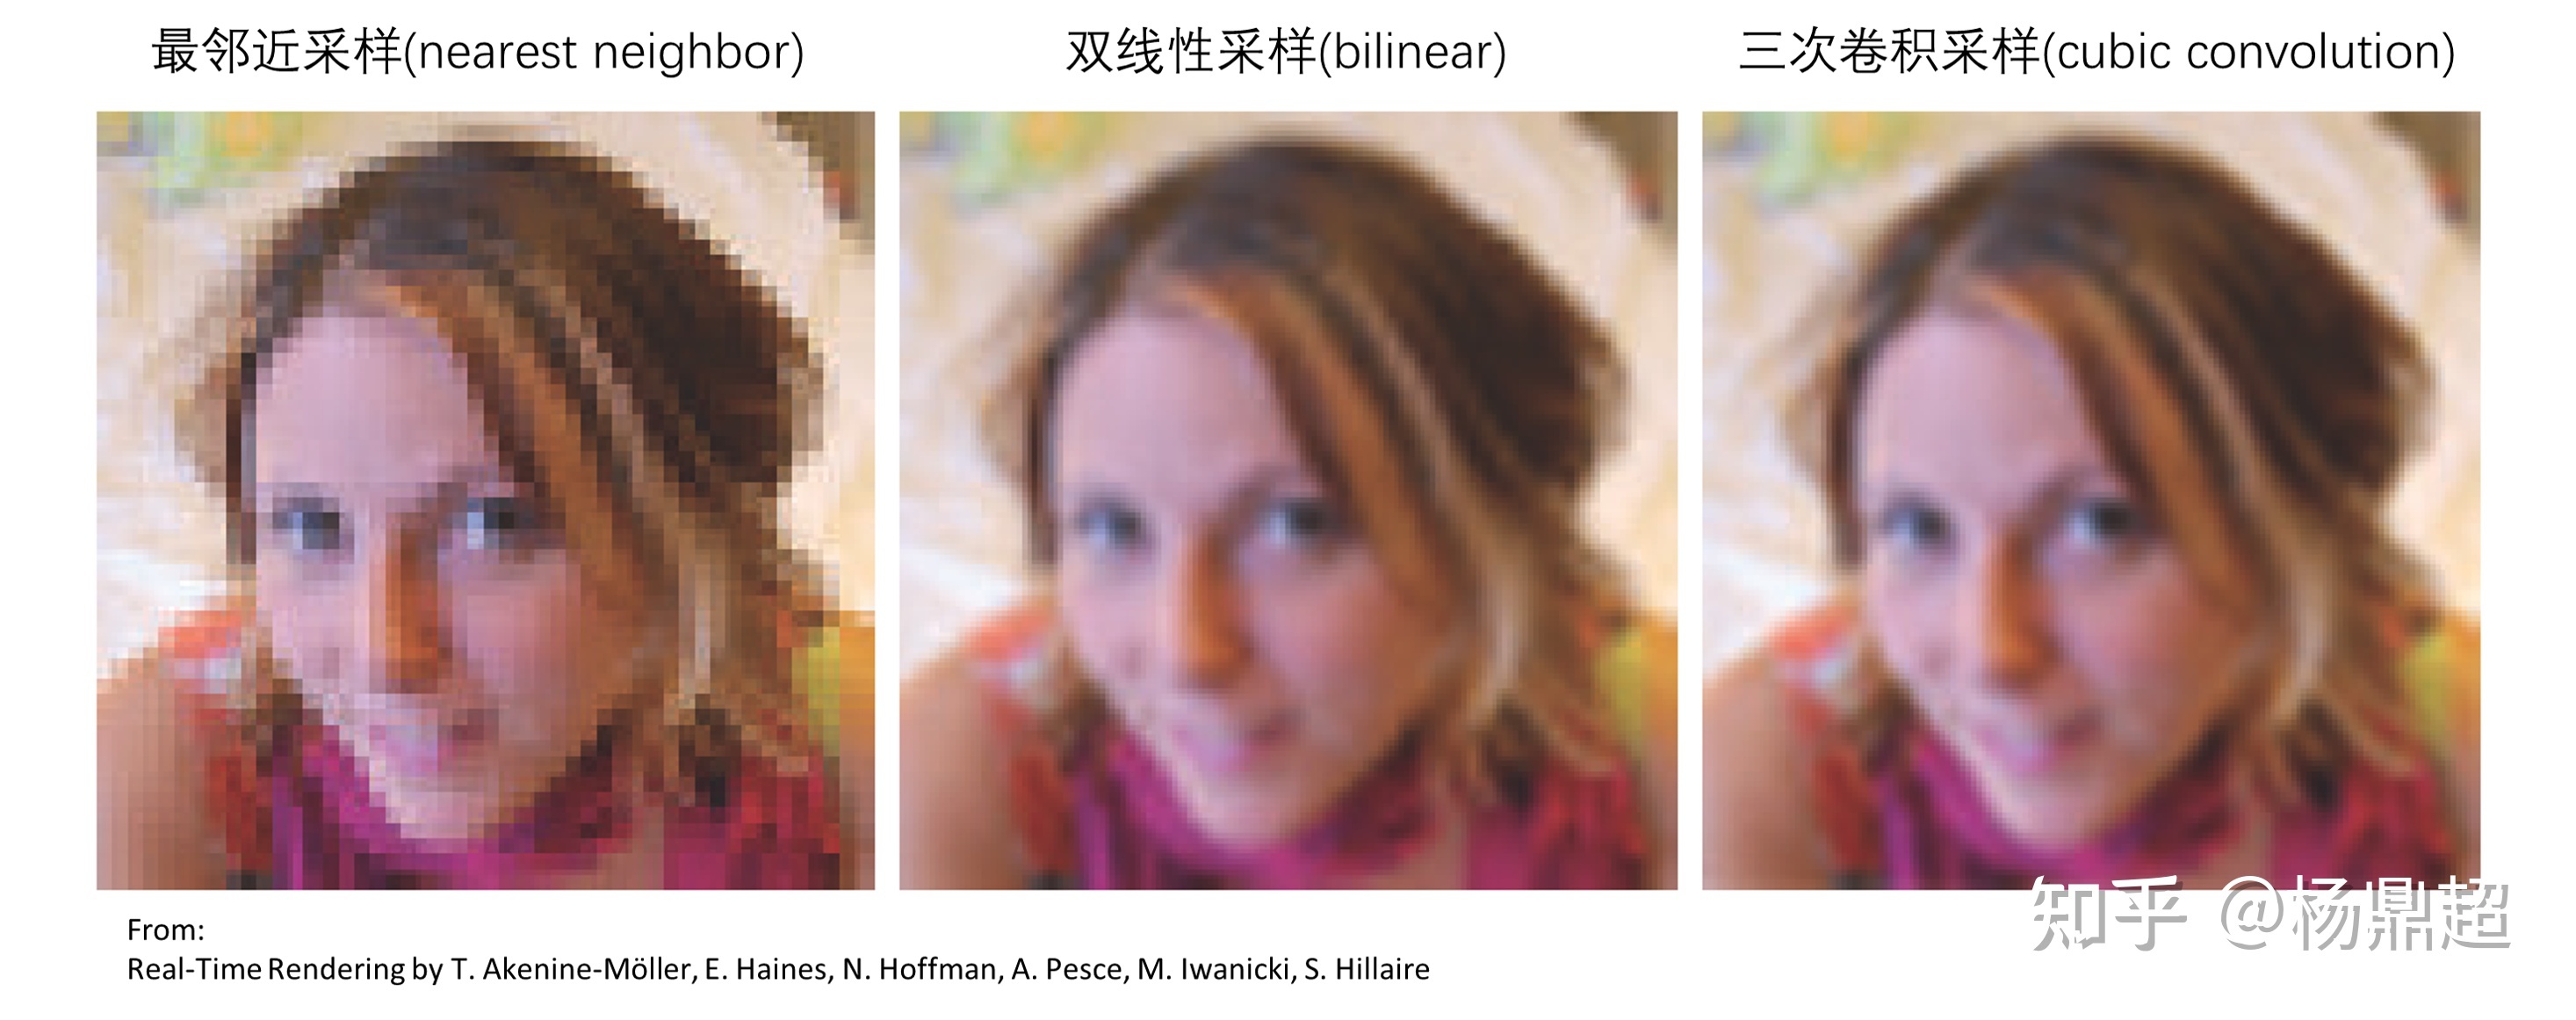 最邻近采样(nearest neighbor)
双线性采样(bilinear)
三次卷积采样(cubic convolution)
From:
Real-Time Rendering by T. Akenine-Möller, E. Haines, N. Hoffman, A. Pesce, M. Iwanicki, S. Hillaire
知乎 @杨鼎超